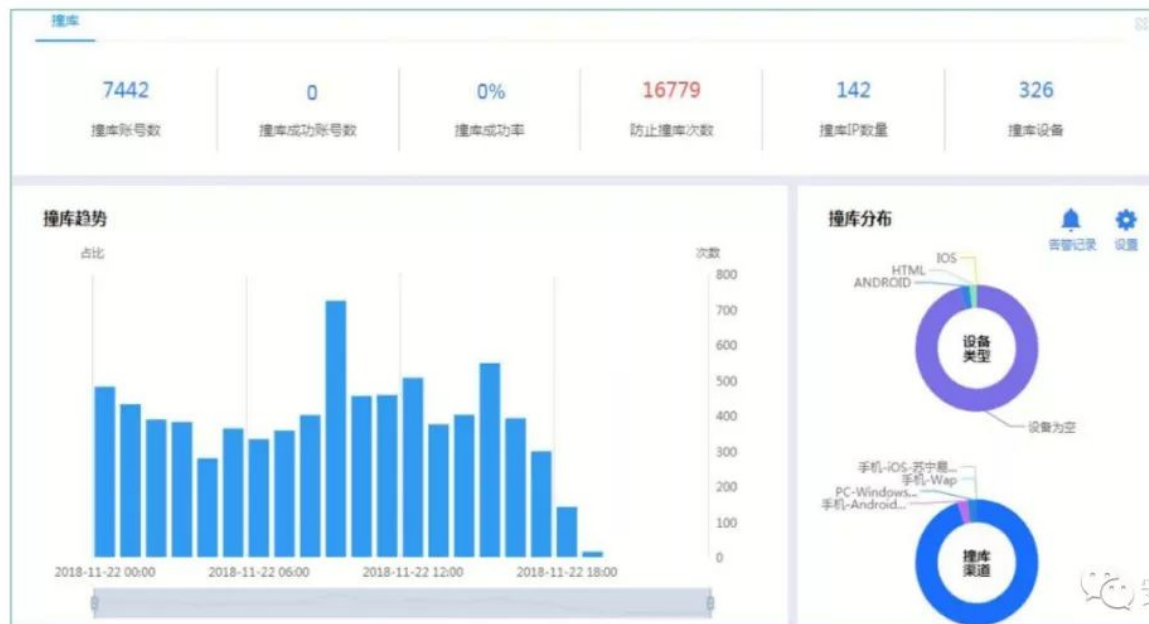 撞库
7442
0
0%
16779
142
326
撞库账号数
撞库成功账号数
撞库成功率
防止撞库次数
撞库IP数量
撞库设备
撞库趋势
占比
次数
800
700
600
500
400
300
200
100
0
2018-11-22 00:00
2018-11-22 06:00
2018-11-22 12:00
2018-11-22 18:00
撞库分布
告警记录
设置
IOS
HTML
ANDROID
设备
类型
设备为空
手机-iOS-苏宁易...
手机-Wap
PC-Windows...
手机-Android...
撞库
渠道